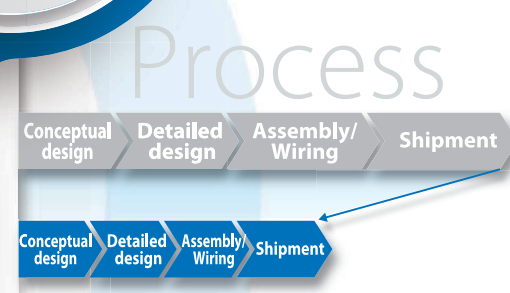 Process
Conceptual
design
Detailed
design
Assembly/
Wiring
Shipment
Conceptual
design
Detailed
design
Assembly/
Wiring
Shipment